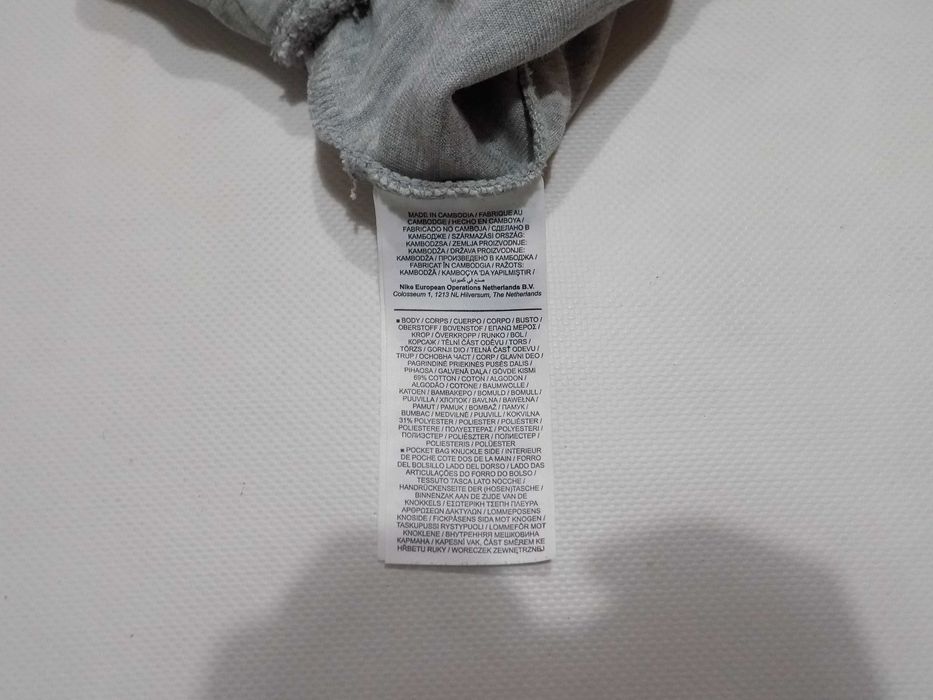 MADE IN CAMBODIA / FABRIQUE AU
CAMBODGE / HECHO EN CAMBOYA /
FABRICADO NO CAMBOJA / СДЕЛАНО В
КАМБОДЖЕ / SZÁRMAZÁSI ORSZÁG:
KAMBODZSA / ZEMLJA PROIZVODNJE:
KAMBODŽA / DRŽAVA PROIZVODNJE:
KAMBODŽA / ПРОИЗВЕДЕНО В КАМБОДЖА /
FABRICAT ÎN CAMBODGIA / RAŽOTS:
KAMBODŽĀ / KAMBOÇYA 'DA YAPILMIŞTIR /
صنع في كمبوديا
Nike European Operations Netherlands B.V.
Colosseum 1, 1213 NL Hilversum, The Netherlands
■ BODY / CORPS / CUERPO / CORPO / BUSTO /
OBERSTOFF / BOVENSTOF / ΕΠΑΝΩ ΜΕΡΟΣ /
KROP / ÖVERKROPP / RUNKO / BOL /
КОРСАЖ / TĚLNÍ ČÁST ODĚVU / TORS /
TÖRZS / GORNJI DIO / TELNÁ ČASŤ ODEVU /
TRUP / ОСНОВНА ЧАСТ / CORP / GLAVNI DEO /
PAGRINDINĖ PRIEKINĖS PUSĖS DALIS /
PIHAOSA / GALVENĀ DAĻA / GÖVDE KISMI
69% COTTON / COTON / ALGODON /
ALGODÃO / COTONE / BAUMWOLLE /
KATOEN / ΒΑΜΒΑΚΕΡΟ / BOMULD / BOMULL /
PUUVILLA / ХЛОПОК / BAVLNA / BAWEŁNA /
PAMUT / PAMUK / BOMBAŽ / ПАМУК /
BUMBAC / MEDVILNĖ / PUUVILL / KOKVILNA
31% POLYESTER / POLIESTER / POLIÉSTER /
POLIESTERE / ΠΟΛΥΕΣΤΕΡΑΣ / POLYESTERI /
ПОЛИЭСТЕР / POLIÉSZTER / ПОЛИЕСТЕР /
POLIESTERIS / POLÜESTER
■ POCKET BAG KNUCKLE SIDE / INTERIEUR
DE POCHE COTE DOS DE LA MAIN / FORRO
DEL BOLSILLO LADO DEL DORSO / LADO DAS
ARTICULAÇÕES DO FORRO DO BOLSO /
TESSUTO TASCA LATO NOCCHE /
HANDRÜCKENSEITE DER (HOSEN)TASCHE /
BINNENZAK AAN DE ZIJDE VAN DE
KNOKKELS / ΕΣΩΤΕΡΙΚΗ ΤΣΕΠΗ ΠΛΕΥΡΑ
ΑΡΘΡΩΣΕΩΝ ΔΑΚΤΥΛΩΝ / LOMMEPOSENS
KNOSIDE / FICKPÅSENS SIDA MOT KNOGEN /
TASKUPUSSI RYSTYPUOLI / LOMMEFÔR MOT
KNOKLENE / ВНУТРЕННЯЯ МЕШКОВИНА
КАРМАНА / KAPESNÍ VAK, ČÁST SMĚREM KE
HŘBETU RUKY / WORECZEK ZEWNĘTRZNEJ